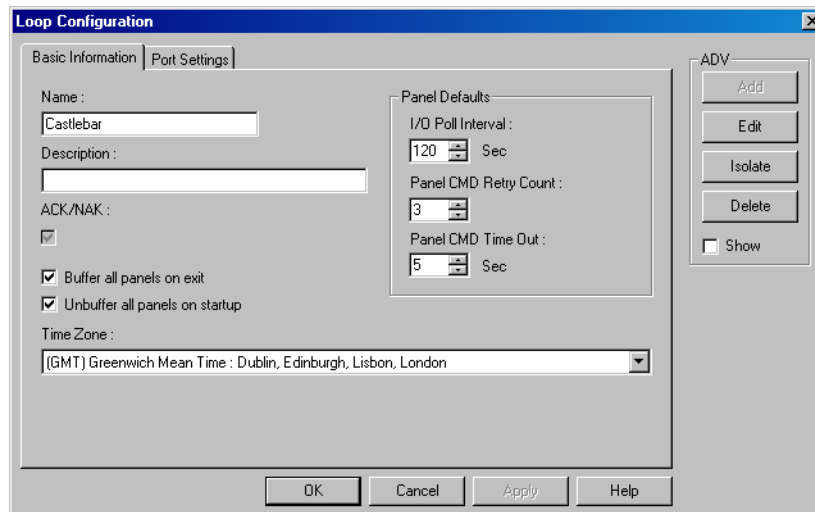 Loop Configuration
Basic Information
Port Settings
Name :
Castlebar
Description :
ACK/NAK :
Buffer all panels on exit
Unbuffer all panels on startup
Time Zone :
(GMT) Greenwich Mean Time : Dublin, Edinburgh, Lisbon, London
Panel Defaults
I/O Poll Interval :
120 Sec
Panel CMD Retry Count :
3
Panel CMD Time Out :
5 Sec
ADV
Add
Edit
Isolate
Delete
Show
OK
Cancel
Apply
Help